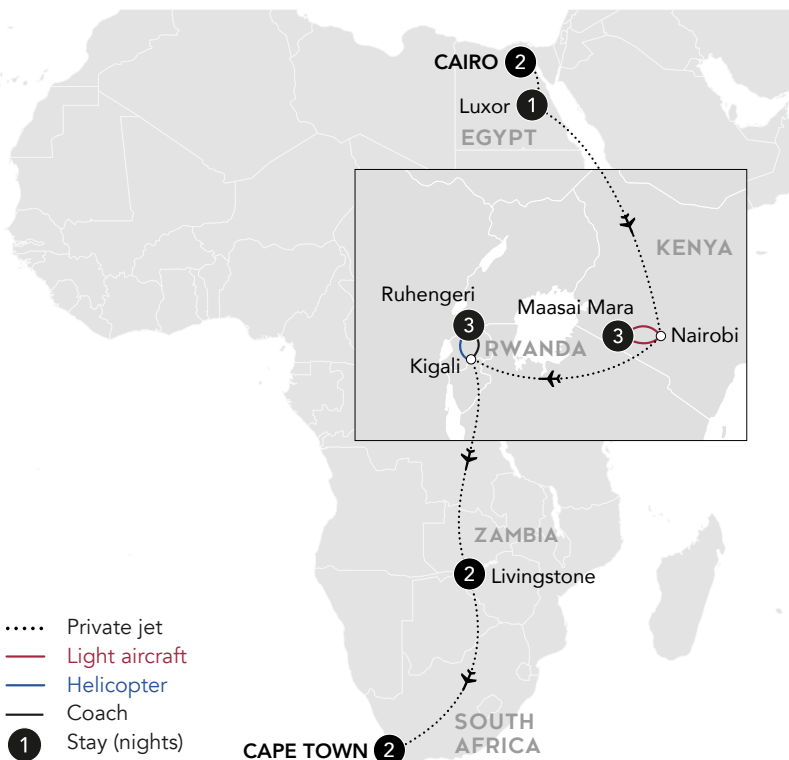 CAIRO 2
Luxor 1
EGYPT
KENYA
Ruhengeri
3
Maasai Mara
3
Nairobi
RWANDA
Kigali
ZAMBIA
2 Livingstone
Private jet
Light aircraft
Helicopter
Coach
1 Stay (nights)
SOUTH
AFRICA
CAPE TOWN 2